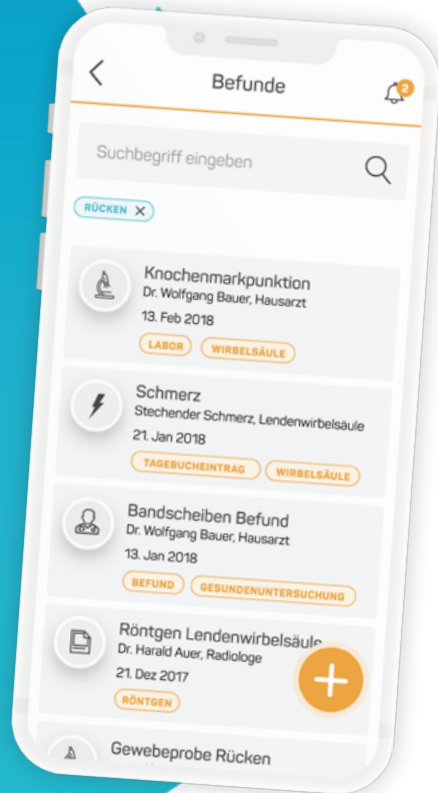 Befunde
2
Suchbegriff eingeben
RÜCKEN
Knochenmarkpunktion
Dr. Wolfgang Bauer, Hausarzt
13. Feb 2018
LABOR WIRBELSÄULE
Schmerz
Stechender Schmerz, Lendenwirbelsäule
21. Jan 2018
TAGEBUCHEINTRAG WIRBELSÄULE
Bandscheiben Befund
Dr. Wolfgang Bauer, Hausarzt
13. Jan 2018
BEFUND GESUNDENUNTERSUCHUNG
Röntgen Lendenwirbelsäule
Dr. Harald Auer, Radiologe
21. Dez 2017
RÖNTGEN
Gewebeprobe Rücken